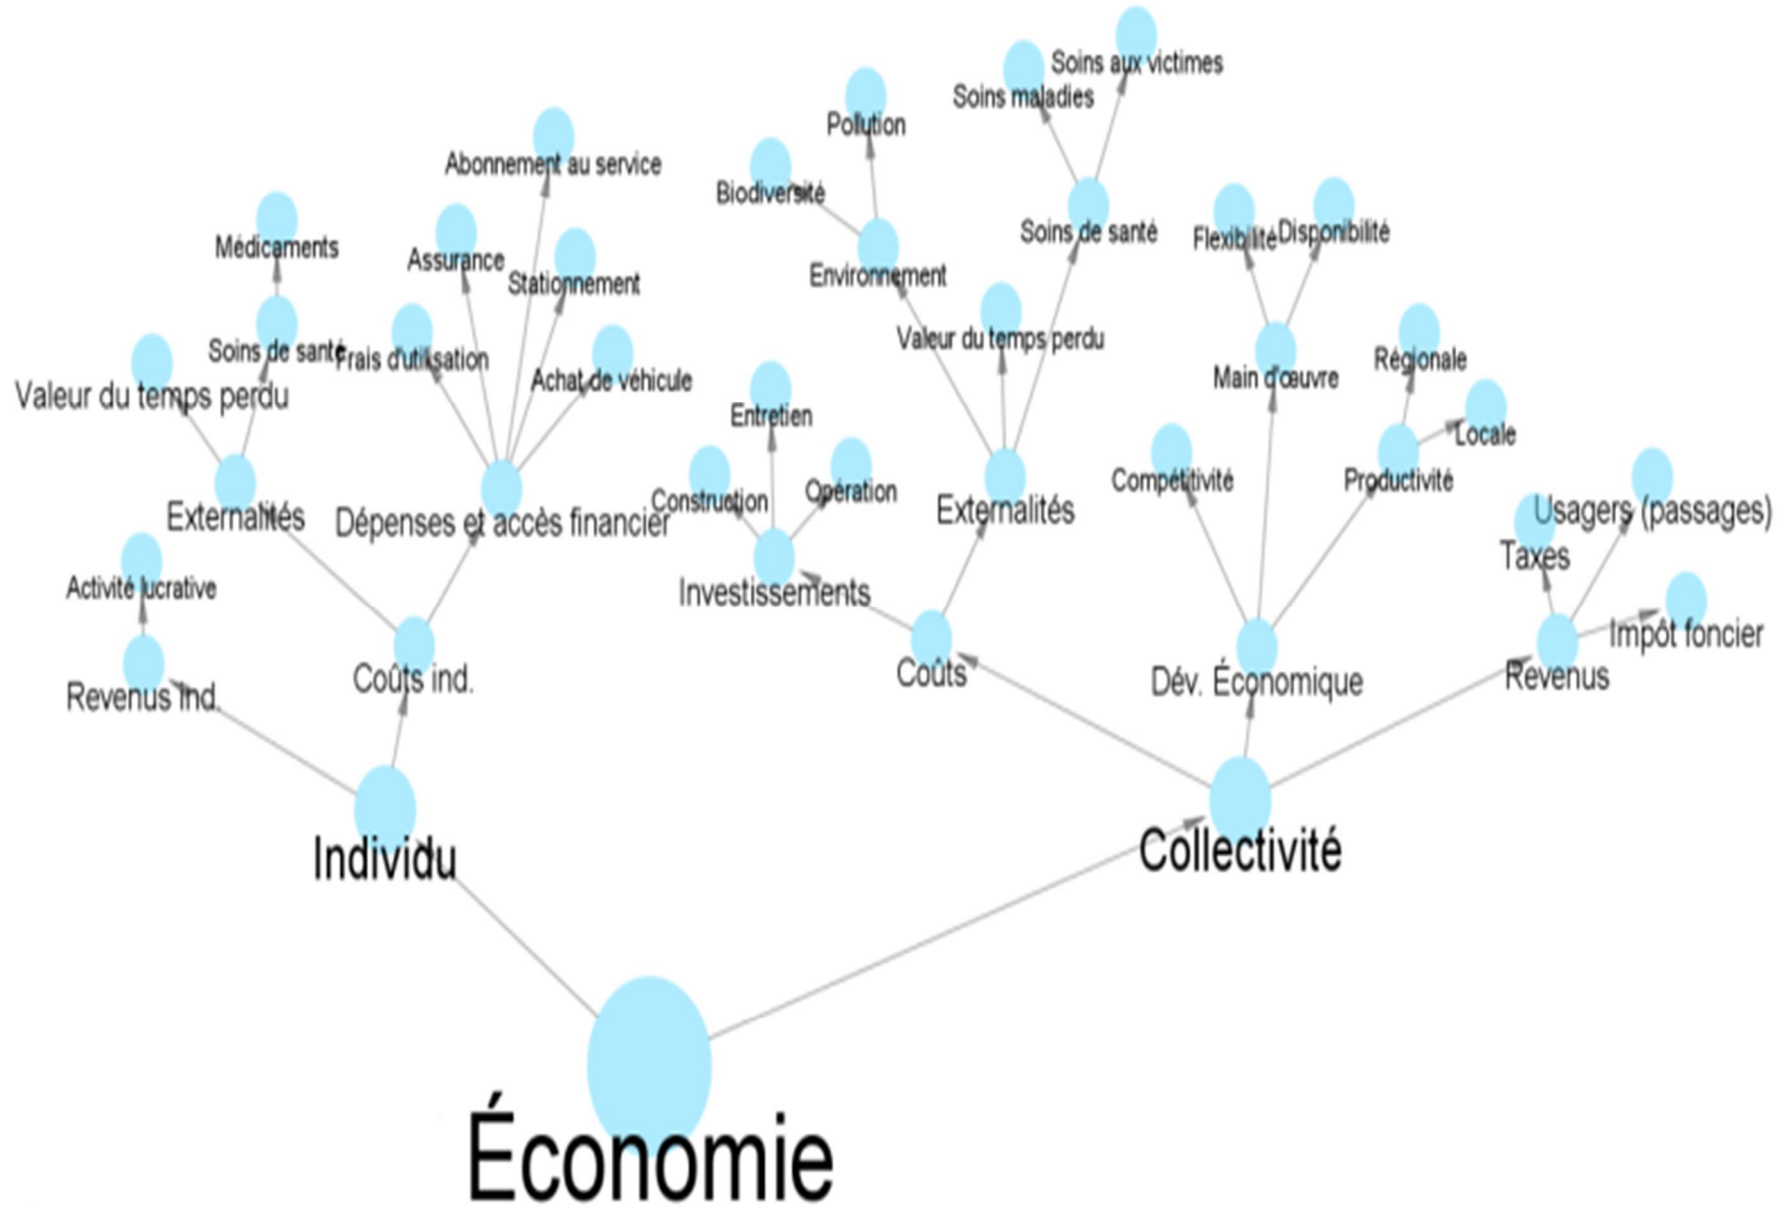 Soins aux victimes
Soins maladies
Pollution
Abonnement au service
Biodiversité
Médicaments
Assurance
Stationnement
Environnement
Soins de santé
Flexibilité
Disponibilité
Soins de santé
Frais d'utilisation
Achat de véhicule
Valeur du temps perdu
Valeur du temps perdu
Main d'œuvre
Régionale
Entretien
Locale
Construction
Opération
Compétitivité
Productivité
Externalités
Dépenses et accès financier
Externalités
Usagers (passages)
Taxes
Activité lucrative
Investissements
Impôt foncier
Revenus ind.
Coûts ind.
Coûts
Dév. Économique
Revenus
Individu
Collectivité
Économie